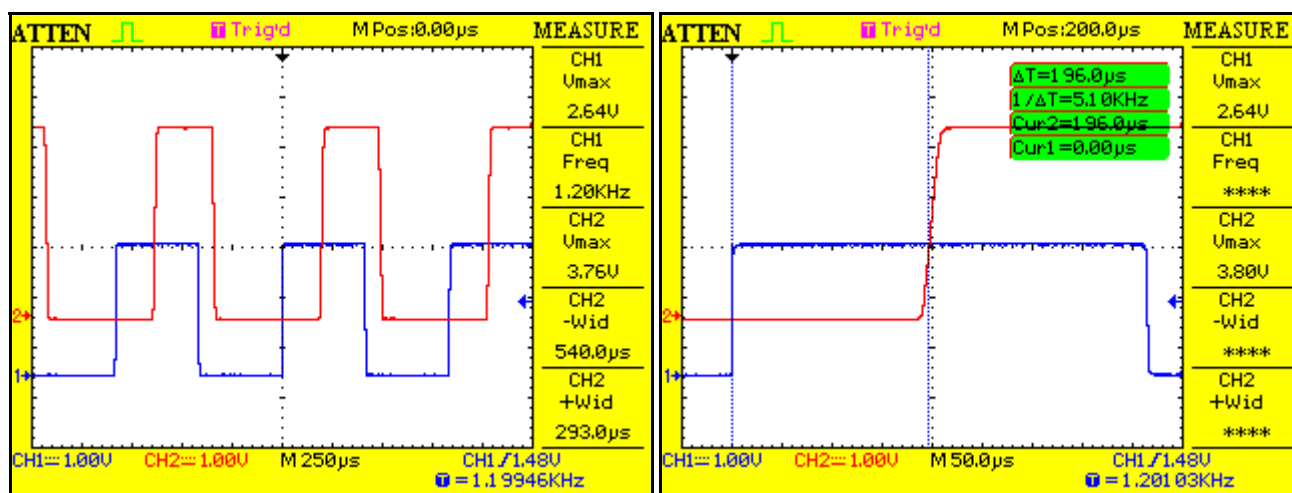 ATTEN Trig'd M Pos:0.00µs MEASURE
CH1
Vmax
2.64V
CH1
Freq
1.20KHz
CH2
Vmax
3.76V
CH2
-Wid
540.0µs
CH2
+Wid
293.0µs
2
1
CH1 1.00V CH2 1.00V M 250µs CH1 / 1.48V
T = 1.19946KHz
ATTEN Trig'd M Pos:200.0µs MEASURE
ΔT=196.0µs
1/ΔT=5.10KHz
Cur2=196.0µs
Cur1=0.00µs
CH1
Vmax
2.64V
CH1
Freq
****
CH2
Vmax
3.80V
CH2
-Wid
****
CH2
+Wid
****
2
1
CH1 1.00V CH2 1.00V M 50.0µs CH1 / 1.48V
T = 1.20103KHz